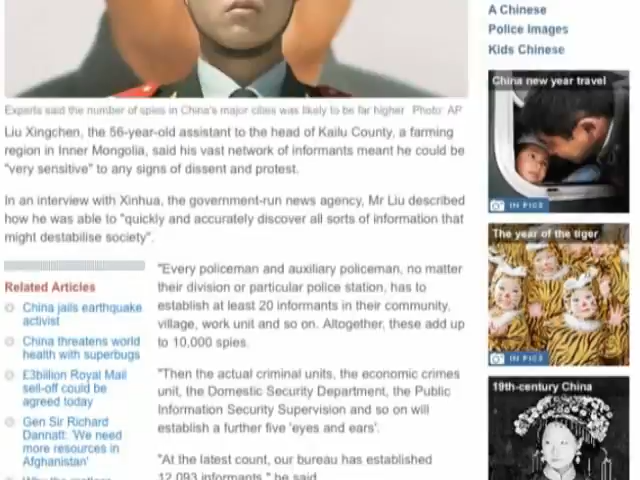 A Chinese
Police Images
Kids Chinese
China new year travel
IN PICS
The year of the tiger
IN PICS
19th-century China
Experts said the number of spies in China's major cities was likely to be far higher Photo: AP
Liu Xingchen, the 56-year-old assistant to the head of Kailu County, a farming
region in Inner Mongolia, said his vast network of informants meant he could be
"very sensitive" to any signs of dissent and protest.
In an interview with Xinhua, the government-run news agency, Mr Liu described
how he was able to "quickly and accurately discover all sorts of information that
might destabilise society".
Related Articles
China jails earthquake
activist
China threatens world
health with superbugs
£3billion Royal Mail
sell-off could be
agreed today
Gen Sir Richard
Dannatt: 'We need
more resources in
Afghanistan'
"Every policeman and auxiliary policeman, no matter
their division or particular police station, has to
establish at least 20 informants in their community,
village, work unit and so on. Altogether, these add up
to 10,000 spies.
"Then the actual criminal units, the economic crimes
unit, the Domestic Security Department, the Public
Information Security Supervision and so on will
establish a further five 'eyes and ears'.
"At the latest count, our bureau has established
12,093 informants," he said